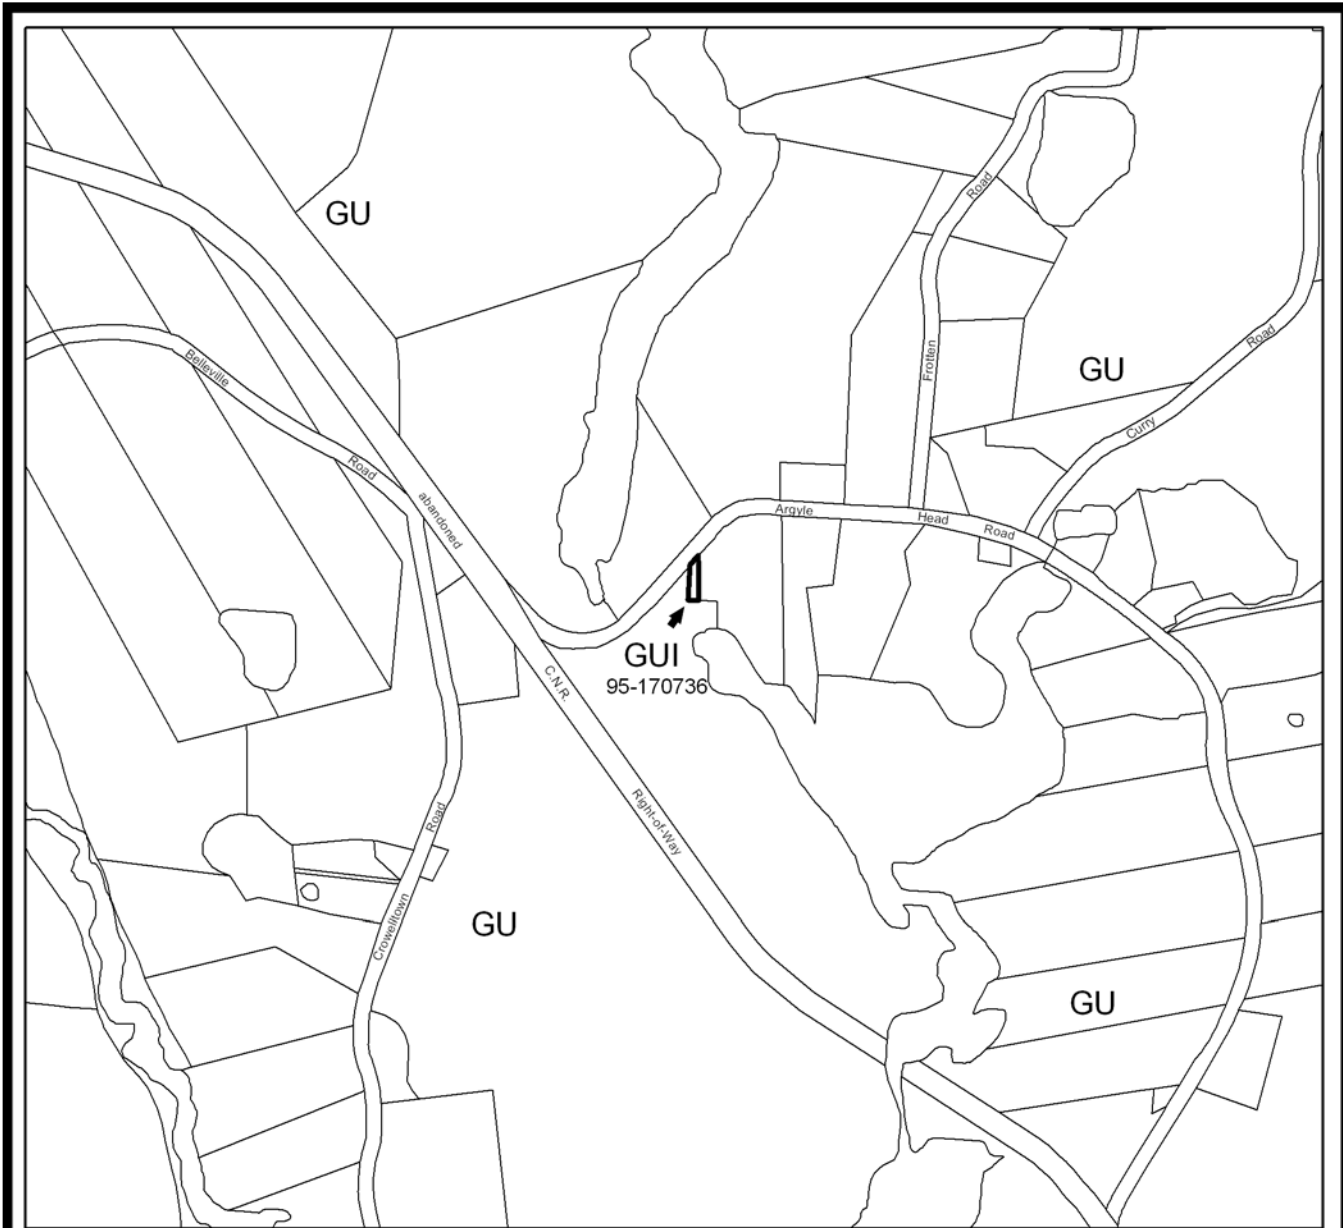 Road
GU
Road
Frotten
Belleville
GU
Curry
Road
abandoned
Argyle
Head
Road
GUI
95-170736
C.N.R.
Right-of-Way
Road
Crowelltown
GU
GU